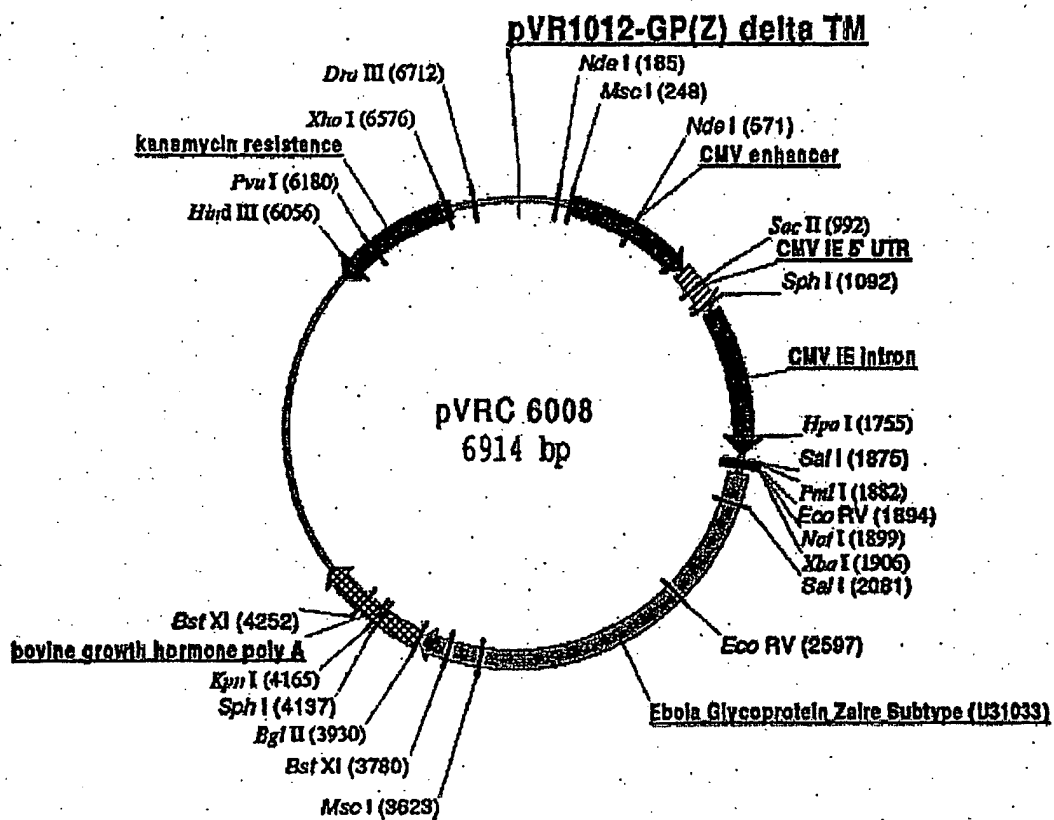 pVR1012-GP(Z) delta TM
Dra III (6712)
Nde I (185)
Msc I (248)
Xho I (6576)
Nde I (571)
kanamycin resistance
CMV enhancer
Pvu I (6180)
Hind III (6056)
Sac II (992)
CMV IE 5' UTR
Sph I (1092)
CMV IE intron
pVRC 6008
6914 bp
Hpa I (1755)
Sal I (1875)
Pml I (1882)
Eco RV (1894)
Not I (1899)
Xba I (1906)
Sal I (2081)
Bst XI (4252)
Eco RV (2597)
bovine growth hormone poly A
Kpn I (4165)
Sph I (4137)
Ebola Glycoprotein Zaire Subtype (U31033)
Bgl II (3930)
Bst XI (3780)
Msc I (3623)